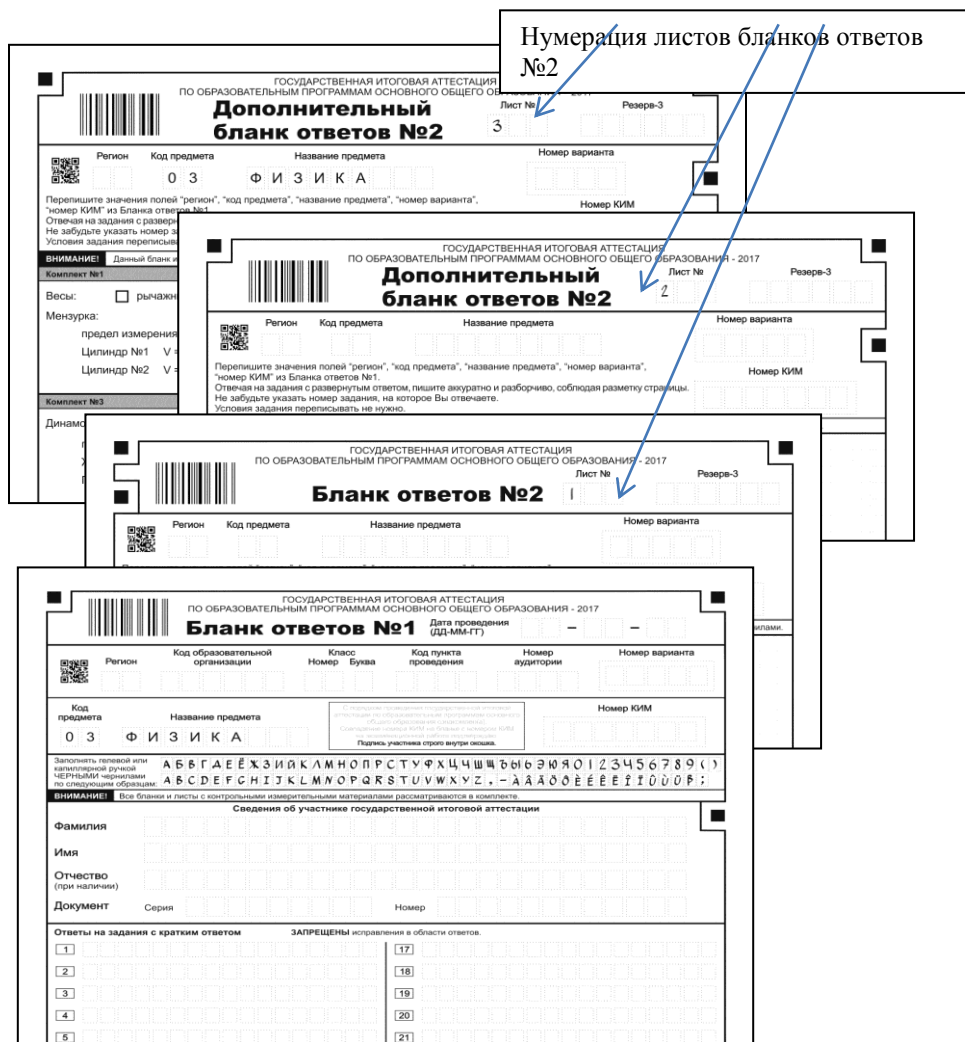 Нумерация листов бланков ответов
№2
ГОСУДАРСТВЕННАЯ ИТОГОВАЯ АТТЕСТАЦИЯ
ПО ОБРАЗОВАТЕЛЬНЫМ ПРОГРАММАМ ОСНОВНОГО ОБЩЕГО
2017
Дополнительный
бланк ответов №2
Лист №
Резерв-3
3
Регион Код предмета Название предмета Номер варианта
0 3 Ф И З И К А
Перепишите значения полей "регион", "код предмета", "название предмета", "номер варианта",
"номер КИМ" из Бланка ответов №1.
Номер КИМ
Отвечая на задания с
Не забудьте указать номер
Условия задания
ВНИМАНИЕ! Данный бланк
Комплект №1
Весы:
Мензурка:
предел измерения
Цилиндр №1 V =
Цилиндр №2 V =
Комплект №3
ГОСУДАРСТВЕННАЯ ИТОГОВАЯ АТТЕСТАЦИЯ
ПО ОБРАЗОВАТЕЛЬНЫМ ПРОГРАММАМ ОСНОВНОГО ОБЩЕГО ОБРАЗОВАНИЯ - 2017
Дополнительный
бланк ответов №2
Лист №
Резерв-3
2
Регион Код предмета Название предмета Номер варианта
Перепишите значения полей "регион", "код предмета", "название предмета", "номер варианта",
"номер КИМ" из Бланка ответов №1.
Номер КИМ
Отвечая на задания с развернутым ответом, пишите аккуратно и разборчиво, соблюдая разметку страницы.
Не забудьте указать номер задания, на которое Вы отвечаете.
Условия задания переписывать не нужно.
ГОСУДАРСТВЕННАЯ ИТОГОВАЯ АТТЕСТАЦИЯ
ПО ОБРАЗОВАТЕЛЬНЫМ ПРОГРАММАМ ОСНОВНОГО ОБЩЕГО ОБРАЗОВАНИЯ - 2017
Бланк ответов №2
Лист №
Резерв-3
1
Регион Код предмета Название предмета Номер варианта
ГОСУДАРСТВЕННАЯ ИТОГОВАЯ АТТЕСТАЦИЯ
ПО ОБРАЗОВАТЕЛЬНЫМ ПРОГРАММАМ ОСНОВНОГО ОБЩЕГО ОБРАЗОВАНИЯ - 2017
Бланк ответов №1
Дата проведения
(ДД-ММ-ГГ)
– –
Регион
Код образовательной
организации
Класс
Номер Буква
Код пункта
проведения
Номер
аудитории
Номер варианта
Код
предмета
Название предмета
Номер КИМ
0 3 Ф И З И К А
Подпись участника строго внутри окошка.
Заполнять гелевой или
капиллярной ручкой
ЧЕРНЫМИ чернилами
по следующим образцам:
А Б В Г Д Е Ё Ж З И Й К Л М Н О П Р С Т У Ф Х Ц Ч Ш Щ Ъ Ы Ь Э Ю Я 0 1 2 3 4 5 6 7 8 9 ( )
A B C D E F G H I J K L M N O P Q R S T U V W X Y Z , - À Â Ä Ö Ô È É Ê Ë Î Ï Û Ù Ü ß ;
ВНИМАНИЕ! Все бланки и листы с контрольными измерительными материалами рассматриваются в комплекте.
Сведения об участнике государственной итоговой аттестации
Фамилия
Имя
Отчество
(при наличии)
Документ Серия Номер
Ответы на задания с кратким ответом ЗАПРЕЩЕНЫ исправления в области ответов.
1 17
2 18
3 19
4 20
5 21